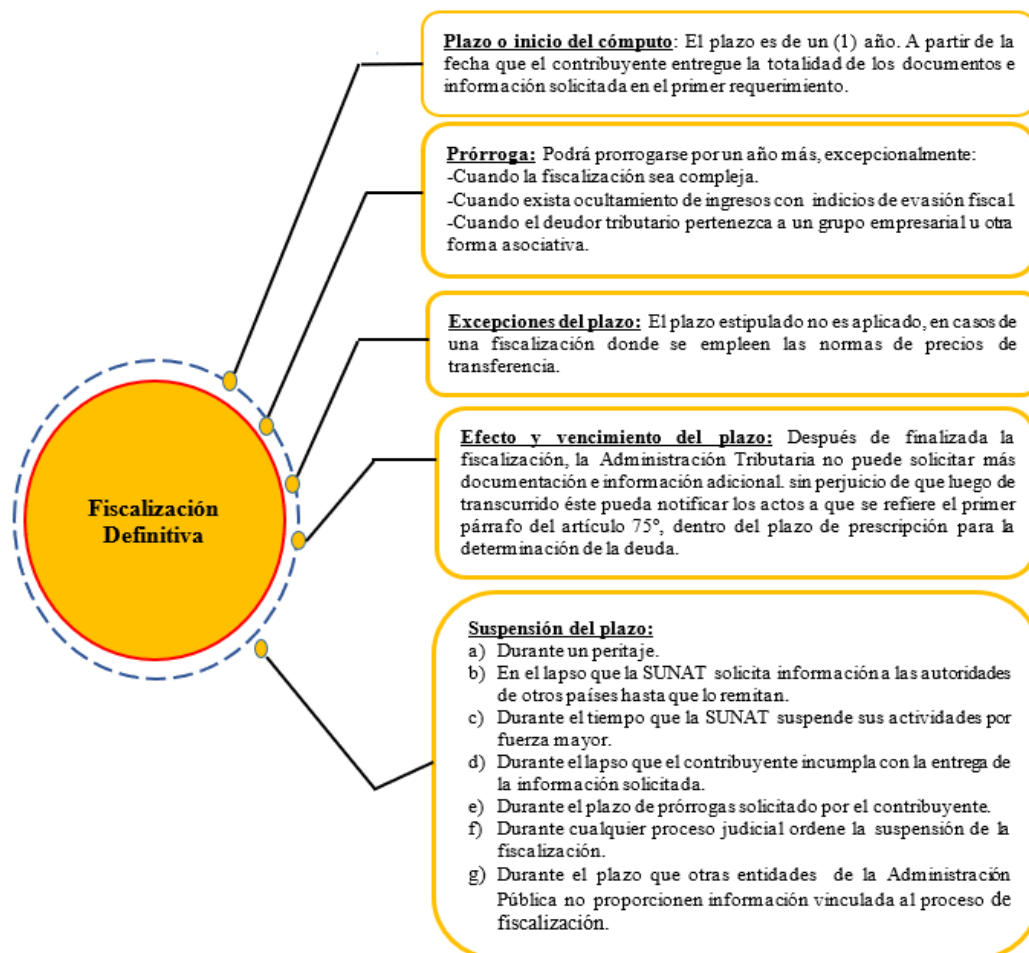 Plazo o inicio del cómputo: El plazo es de un (1) año. A partir de la
fecha que el contribuyente entregue la totalidad de los documentos e
información solicitada en el primer requerimiento.
Prórroga: Podrá prorrogarse por un año más, excepcionalmente:
-Cuando la fiscalización sea compleja.
-Cuando exista ocultamiento de ingresos con indicios de evasión fiscal
-Cuando el deudor tributario pertenezca a un grupo empresarial u otra
forma asociativa.
Excepciones del plazo: El plazo estipulado no es aplicado, en casos de
una fiscalización donde se empleen las normas de precios de
transferencia.
Fiscalización
Definitiva
Efecto y vencimiento del plazo: Después de finalizada la
fiscalización, la Administración Tributaria no puede solicitar más
documentación e información adicional. sin perjuicio de que luego de
transcurrido éste pueda notificar los actos a que se refiere el primer
párrafo del artículo 75°, dentro del plazo de prescripción para la
determinación de la deuda.
Suspensión del plazo:
a) Durante un peritaje.
b) En el lapso que la SUNAT solicita información a las autoridades
de otros países hasta que lo remitan.
c) Durante el tiempo que la SUNAT suspende sus actividades por
fuerza mayor.
d) Durante el lapso que el contribuyente incumpla con la entrega de
la información solicitada.
e) Durante el plazo de prórrogas solicitado por el contribuyente.
f) Durante cualquier proceso judicial ordene la suspensión de la
fiscalización.
g) Durante el plazo que otras entidades de la Administración
Pública no proporcionen información vinculada al proceso de
fiscalización.